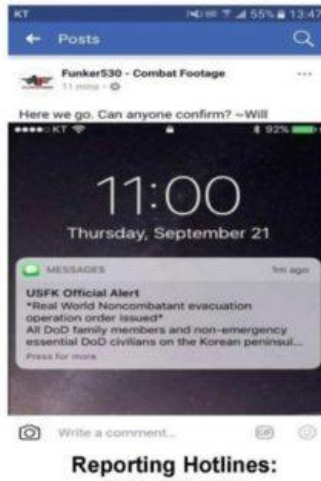 KT 55% 13:47
Posts
Funker530 - Combat Footage
11 mins
Here we go. Can anyone confirm? ~Will
KT 92%
11:00
Thursday, September 21
MESSAGES 1m ago
USFK Official Alert
*Real World Noncombatant evacuation
operation order issued*
All DoD family members and non-emergency
essential DoD civilians on the Korean peninsul...
Press for more
Write a comment... GIF
Reporting Hotlines: